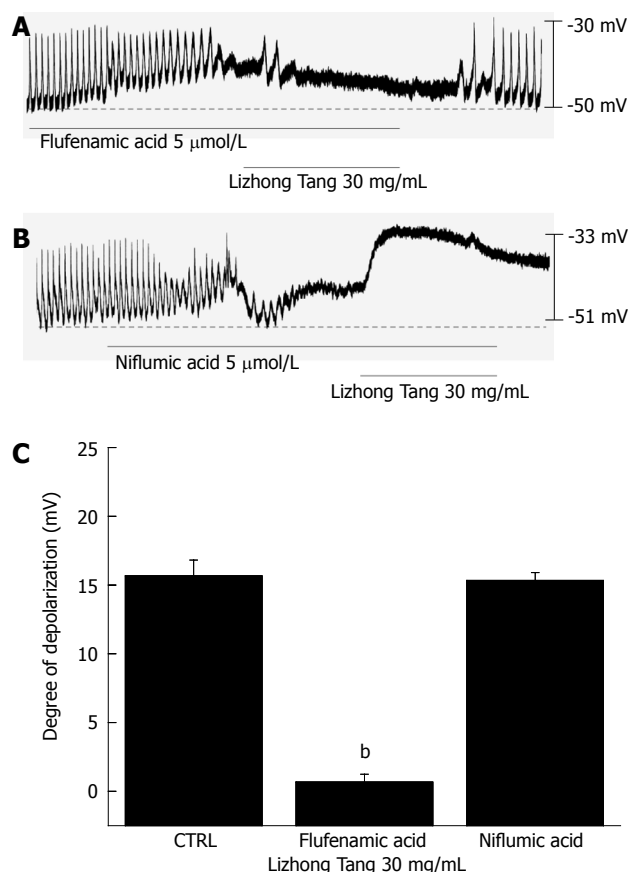 A
-30 mV
-50 mV
Flufenamic acid 5 μmol/L
Lizhong Tang 30 mg/mL
B
-33 mV
-51 mV
Niflumic acid 5 μmol/L
Lizhong Tang 30 mg/mL
C
Degree of depolarization (mV)
25
20
15
10
5
0
b
CTRL Flufenamic acid Niflumic acid
Lizhong Tang 30 mg/mL